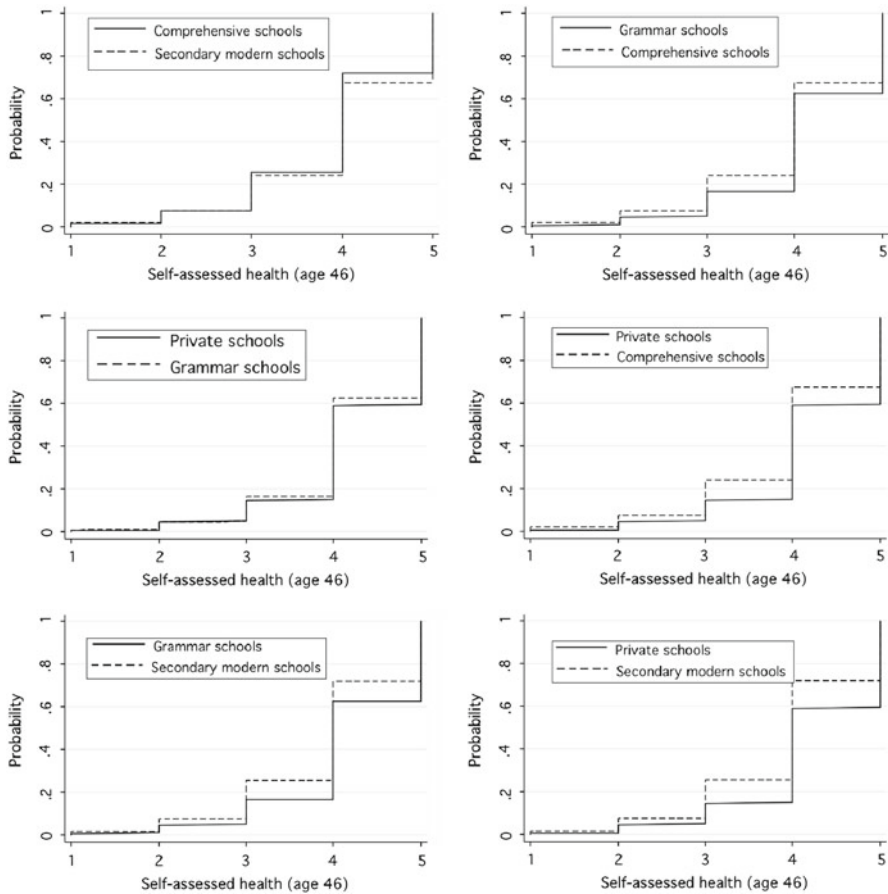 Comprehensive schools
Secondary modern schools
Probability
1
.8
.6
.4
.2
0
1 2 3 4 5
Self-assessed health (age 46)
Grammar schools
Comprehensive schools
Probability
1
.8
.6
.4
.2
0
1 2 3 4 5
Self-assessed health (age 46)
Private schools
Grammar schools
Probability
1
.8
.6
.4
.2
0
1 2 3 4 5
Self-assessed health (age 46)
Private schools
Comprehensive schools
Probability
1
.8
.6
.4
.2
0
1 2 3 4 5
Self-assessed health (age 46)
Grammar schools
Secondary modern schools
Probability
1
.8
.6
.4
.2
0
1 2 3 4 5
Self-assessed health (age 46)
Private schools
Secondary modern schools
Probability
1
.8
.6
.4
.2
0
1 2 3 4 5
Self-assessed health (age 46)